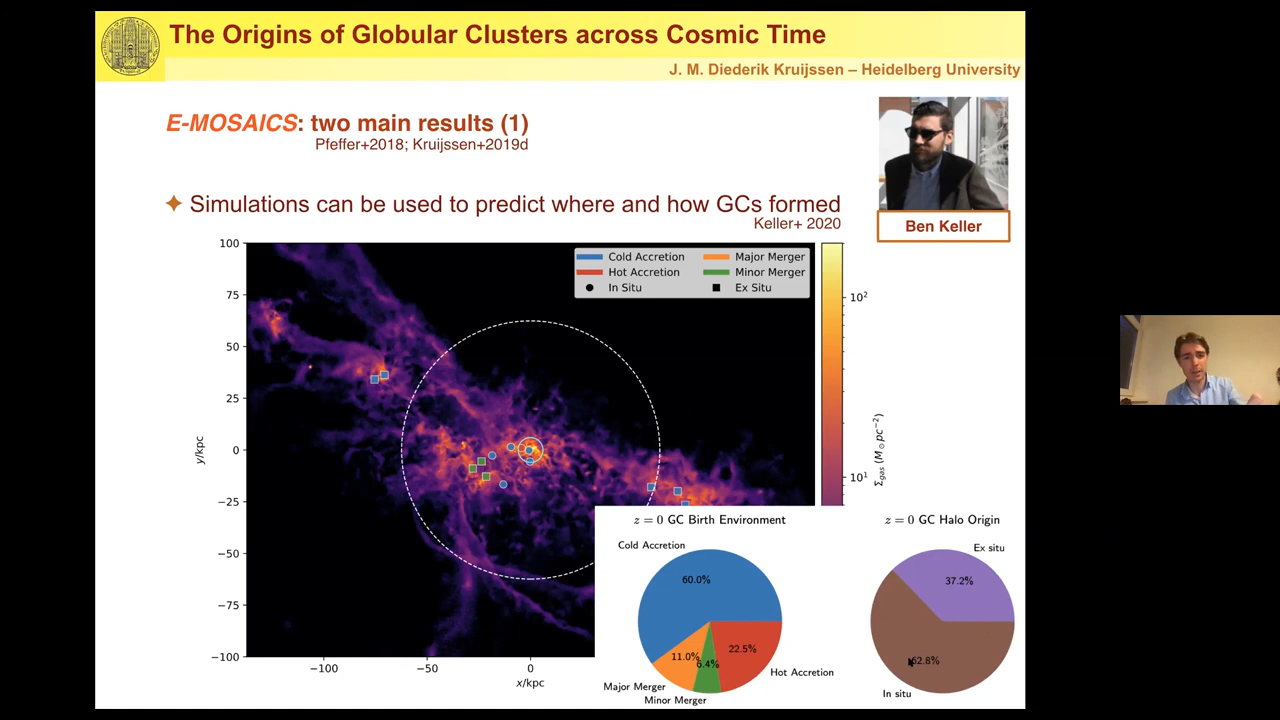 The Origins of Globular Clusters across Cosmic Time
J. M. Diederik Kruijssen – Heidelberg University
E-MOSAICS: two main results (1)
Pfeffer+2018; Kruijssen+2019d
✦ Simulations can be used to predict where and how GCs formed
Keller+ 2020
Ben Keller
Cold Accretion
Major Merger
Hot Accretion
Minor Merger
In Situ
Ex Situ
100
75
50
25
0
−25
−50
−75
−100
y/kpc
−100
−50
0
x/kpc
10²
10¹
Σgas (M⊙pc⁻²)
z = 0 GC Birth Environment
Cold Accretion
60.0%
11.0%
6.4%
22.5%
Hot Accretion
Major Merger
Minor Merger
z = 0 GC Halo Origin
Ex situ
37.2%
62.8%
In situ